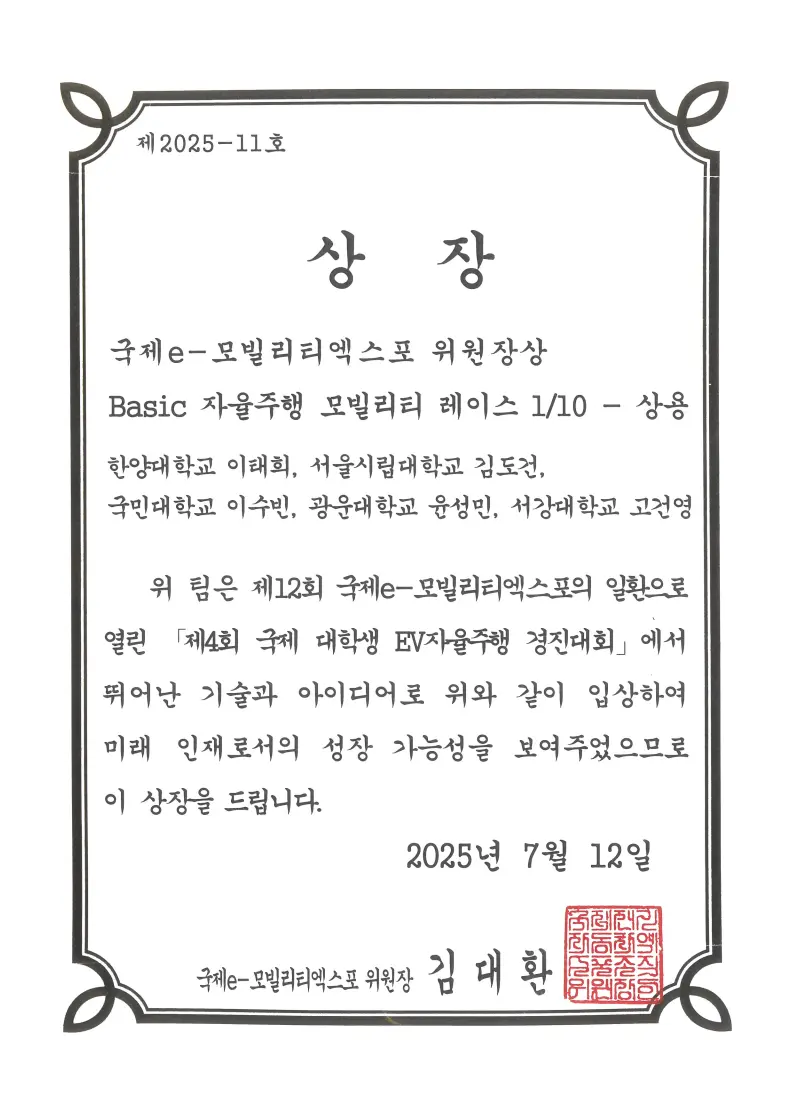 제2025-11호
상 장
국제e-모빌리티엑스포 위원장상
Basic 자율주행 모빌리티 레이스 1/10 - 상용
한양대학교 이태희, 서울시립대학교 김도건,
국민대학교 이수빈, 광운대학교 윤성민, 서강대학교 고건영
위 팀은 제12회 국제e-모빌리티엑스포의 일환으로
열린 「제4회 국제 대학생 EV자율주행 경진대회」에서
뛰어난 기술과 아이디어로 위와 같이 입상하여
미래 인재로서의 성장 가능성을 보여주었으므로
이 상장을 드립니다.
2025년 7월 12일
국제e-모빌리티엑스포 위원장 김대환